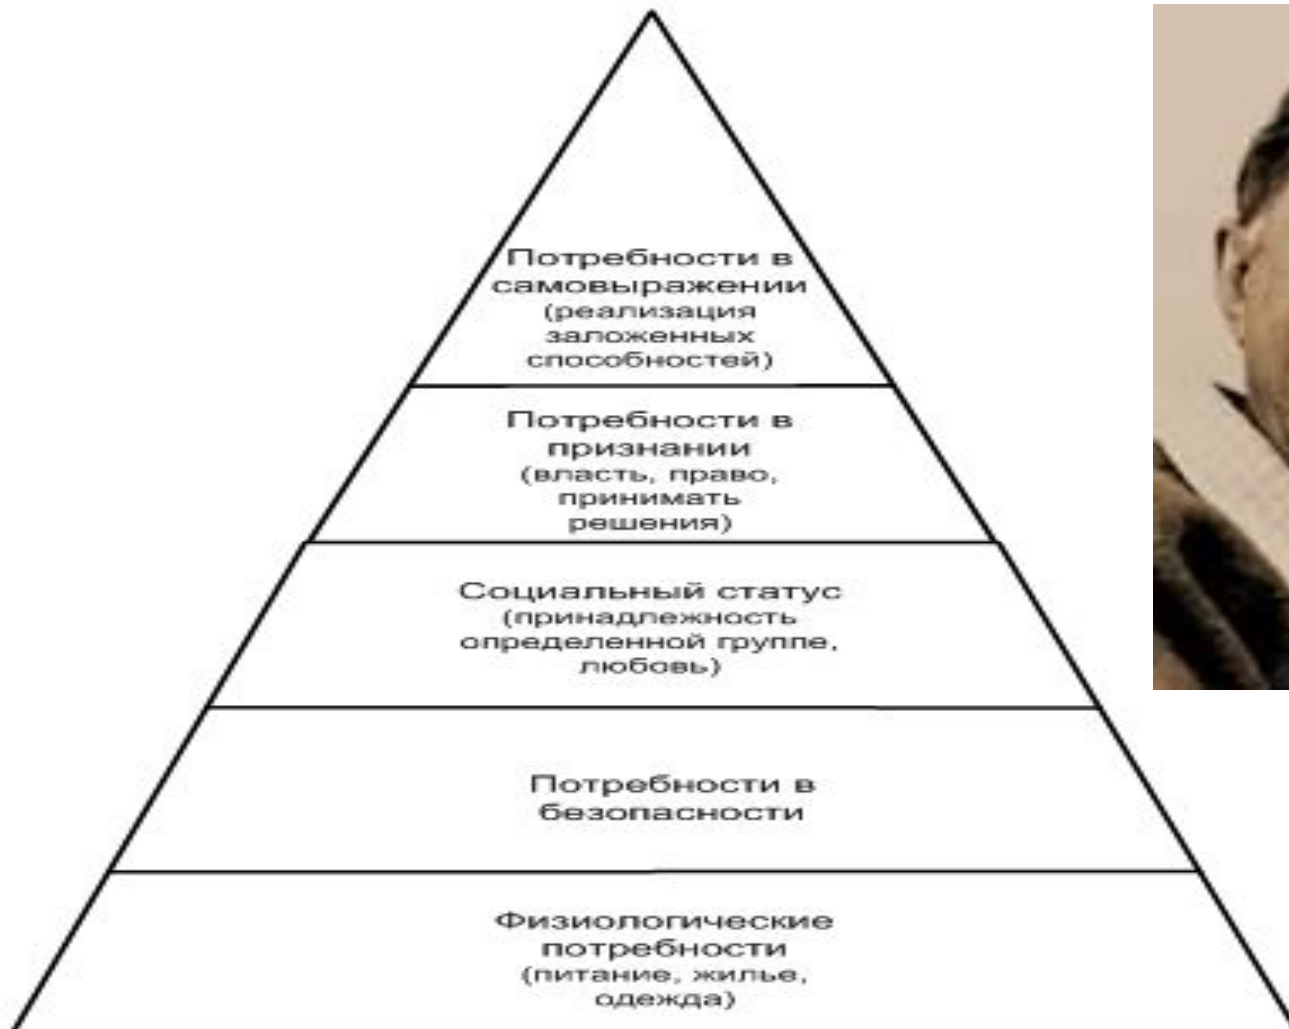 Потребности в
самовыражении
(реализация
заложенных
способностей)
Потребности в
признании
(власть, право,
принимать
решения)
Социальный статус
(принадлежность
определенной группе,
любовь)
Потребности в
безопасности
Физиологические
потребности
(питание, жилье,
одежда)